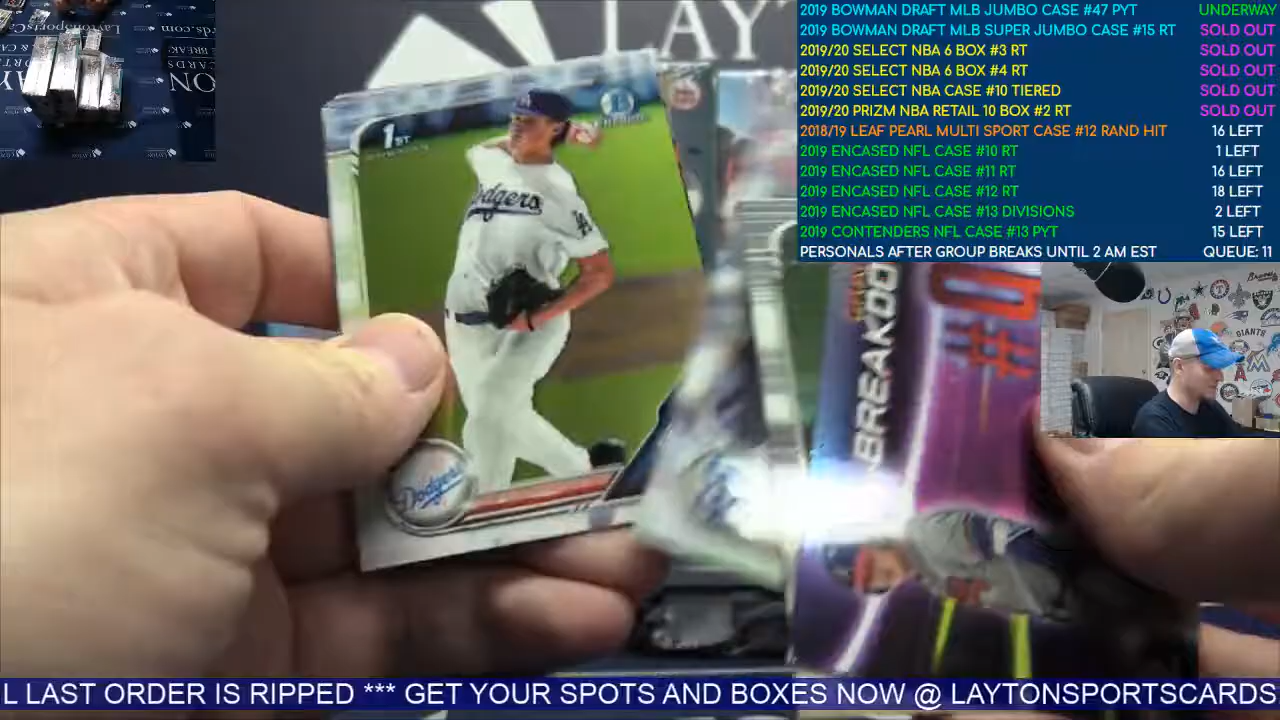 2019 BOWMAN DRAFT MLB JUMBO CASE #47 PYT UNDERWAY
2019 BOWMAN DRAFT MLB SUPER JUMBO CASE #15 RT SOLD OUT
2019/20 SELECT NBA 6 BOX #3 RT SOLD OUT
2019/20 SELECT NBA 6 BOX #4 RT SOLD OUT
2019/20 SELECT NBA CASE #10 TIERED SOLD OUT
2019/20 PRIZM NBA RETAIL 10 BOX #2 RT SOLD OUT
2018/19 LEAF PEARL MULTI SPORT CASE #12 RAND HIT 16 LEFT
2019 ENCASED NFL CASE #10 RT 1 LEFT
2019 ENCASED NFL CASE #11 RT 16 LEFT
2019 ENCASED NFL CASE #12 RT 18 LEFT
2019 ENCASED NFL CASE #13 DIVISIONS 2 LEFT
2019 CONTENDERS NFL CASE #13 PYT 15 LEFT
PERSONALS AFTER GROUP BREAKS UNTIL 2 AM EST QUEUE: 11
LAYT
1ST
Dodgers
LA
Dodgers
BREAKDO
#
GIANTS
L LAST ORDER IS RIPPED *** GET YOUR SPOTS AND BOXES NOW @ LAYTONSPORTSCARDS